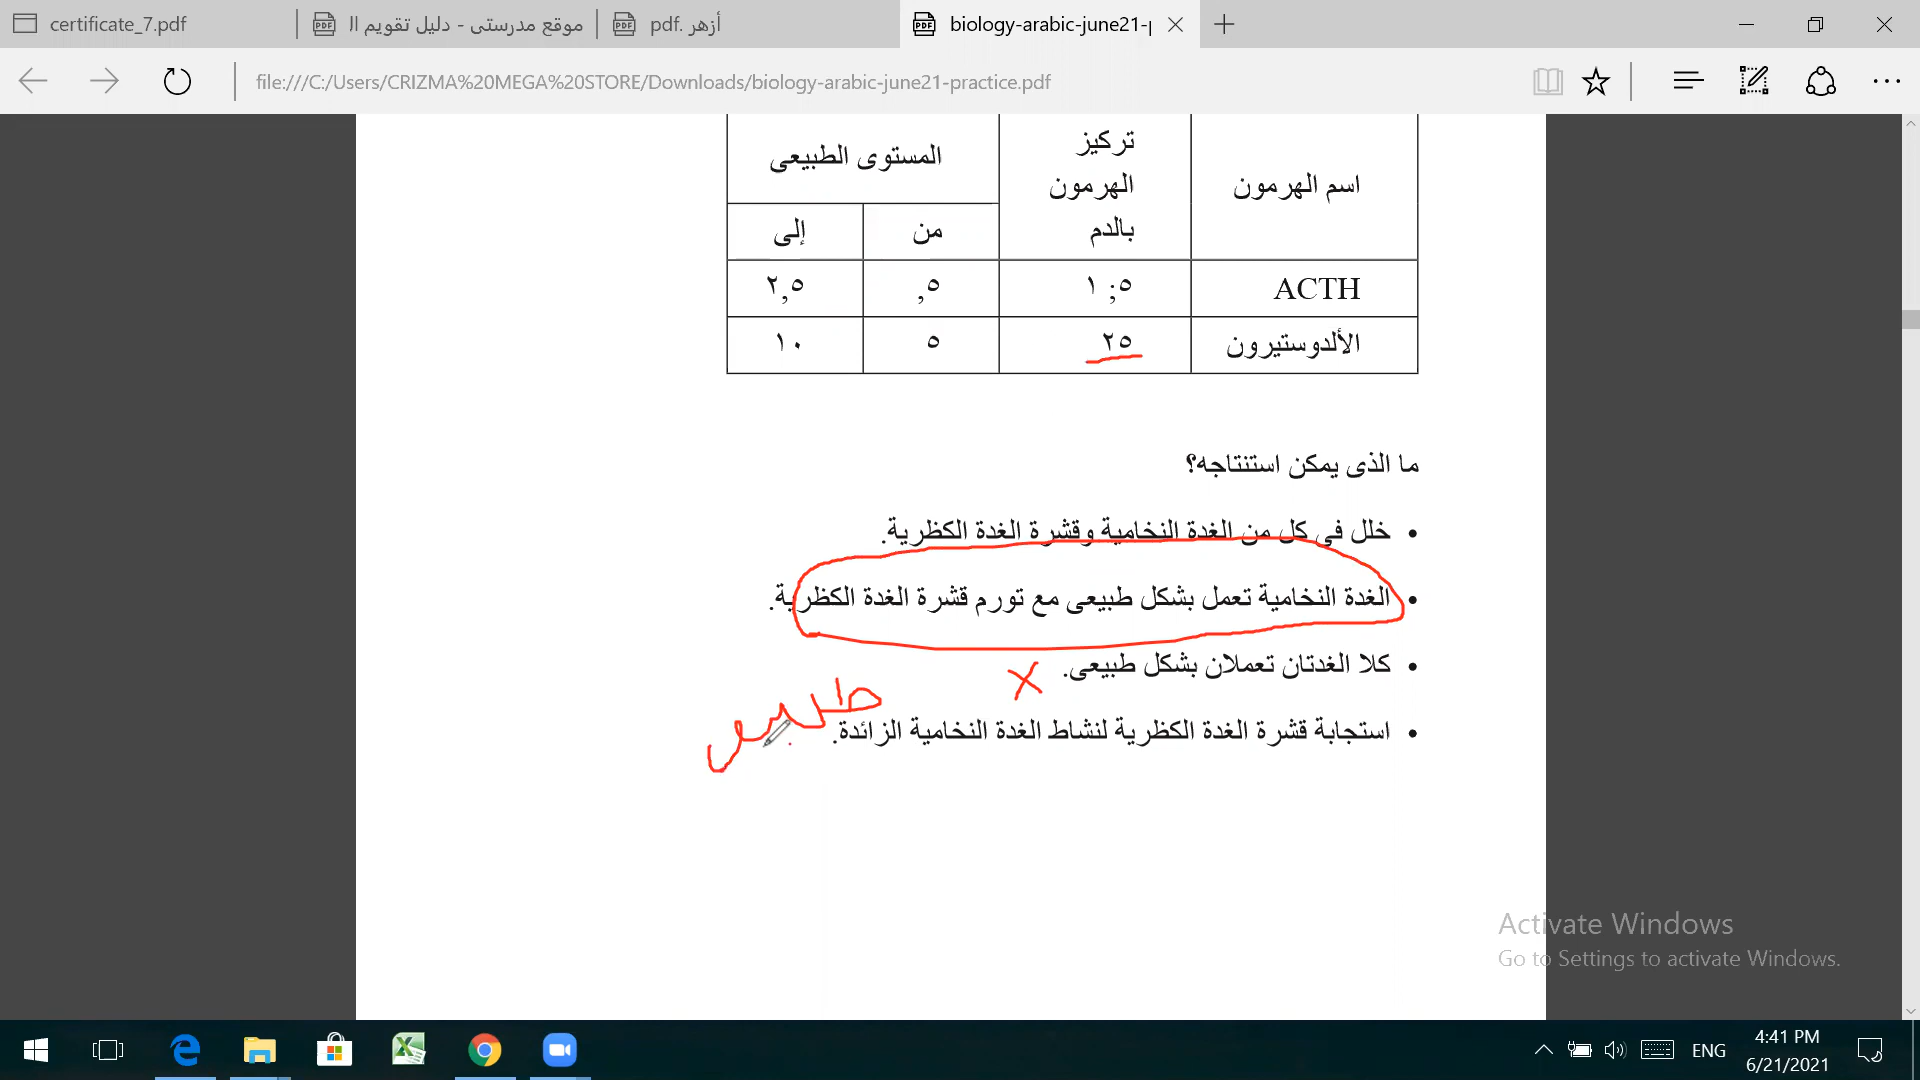 certificate_7.pdf
موقع مدرستى - دليل تقويم ال
أزهر .pdf
biology-arabic-june21-p
file:///C:/Users/CRIZMA%20MEGA%20STORE/Downloads/biology-arabic-june21-practice.pdf
اسم الهرمون
تركيز الهرمون بالدم
المستوى الطبيعى
من
إلى
ACTH
١ ;٥
,٥
٢,٥
الألدوستيرون
٢٥
٥
١٠
ما الذى يمكن استنتاجه؟
• خلل فى كل من الغدة النخامية وقشرة الغدة الكظرية.
• الغدة النخامية تعمل بشكل طبيعى مع تورم قشرة الغدة الكظرية.
• كلا الغدتان تعملان بشكل طبيعى. X
• استجابة قشرة الغدة الكظرية لنشاط الغدة النخامية الزائدة.
طبيعى
Activate Windows
Go to Settings to activate Windows.
ENG
4:41 PM
6/21/2021